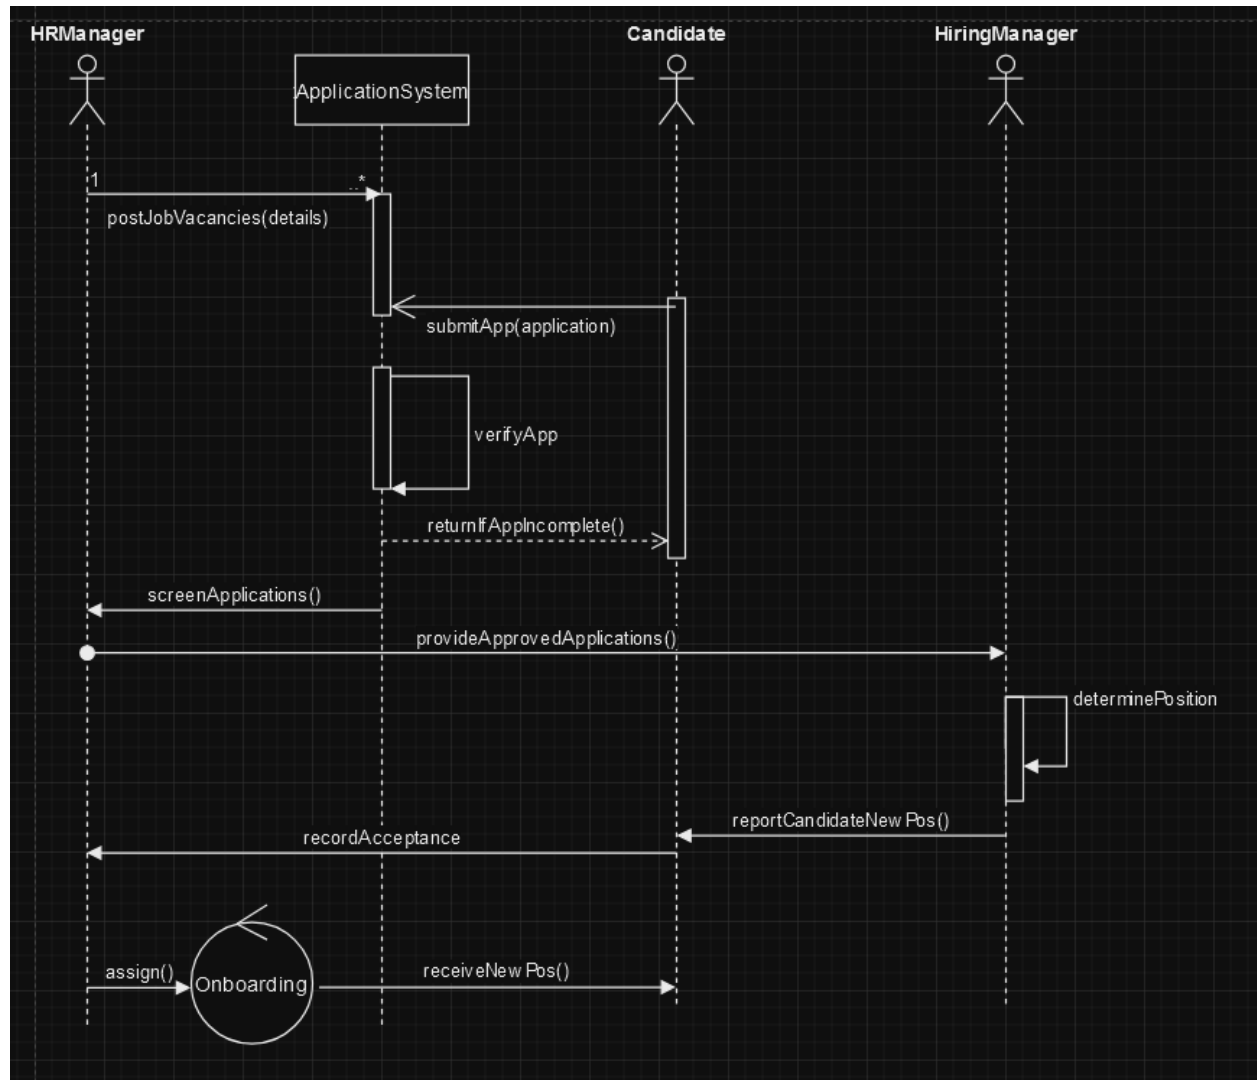 HRManager
Candidate
HiringManager
ApplicationSystem
1
..*
postJobVacancies(details)
submitApp(application)
verifyApp
returnIfAppIncomplete()
screenApplications()
provideApprovedApplications()
determinePosition
reportCandidateNewPos()
recordAcceptance
assign()
Onboarding
receiveNewPos()